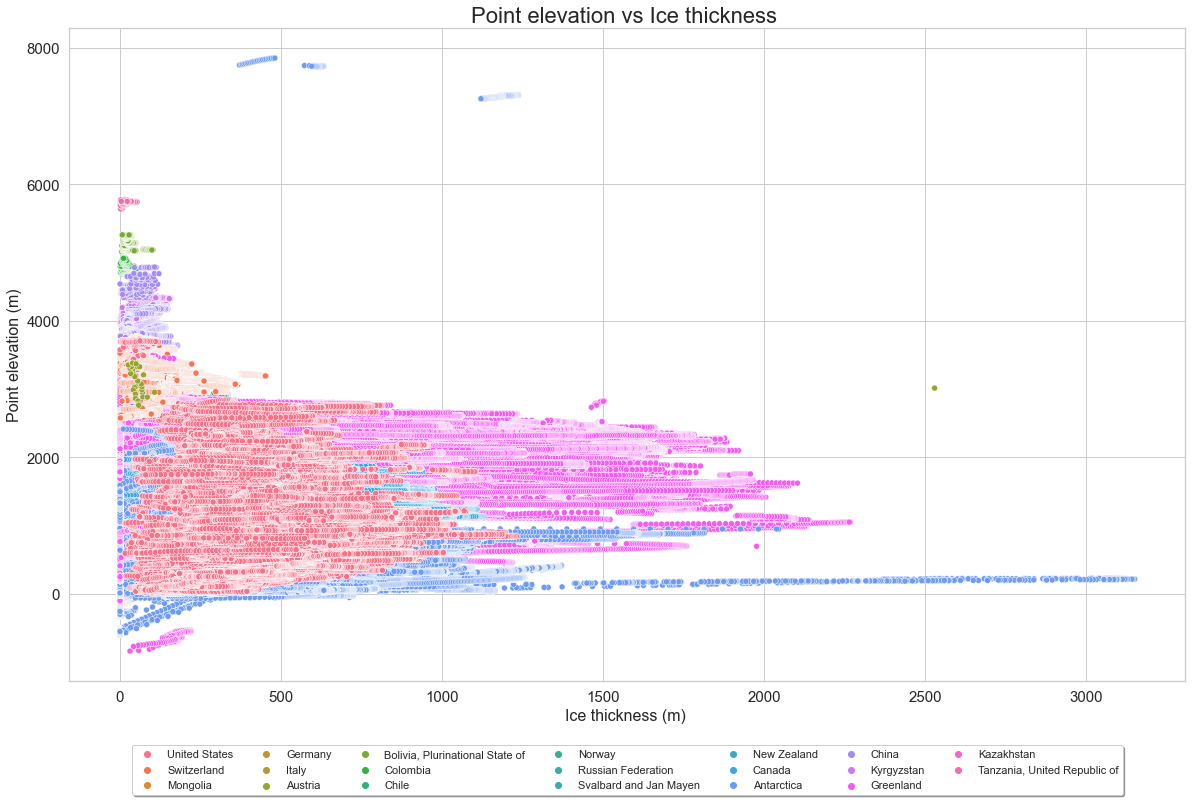 Point elevation vs Ice thickness
8000
6000
4000
2000
0
Point elevation (m)
0 500 1000 1500 2000 2500 3000
Ice thickness (m)
United States Germany Bolivia, Plurinational State of Norway New Zealand China Kazakhstan
Switzerland Italy Colombia Russian Federation Canada Kyrgyzstan Tanzania, United Republic of
Mongolia Austria Chile Svalbard and Jan Mayen Antarctica Greenland